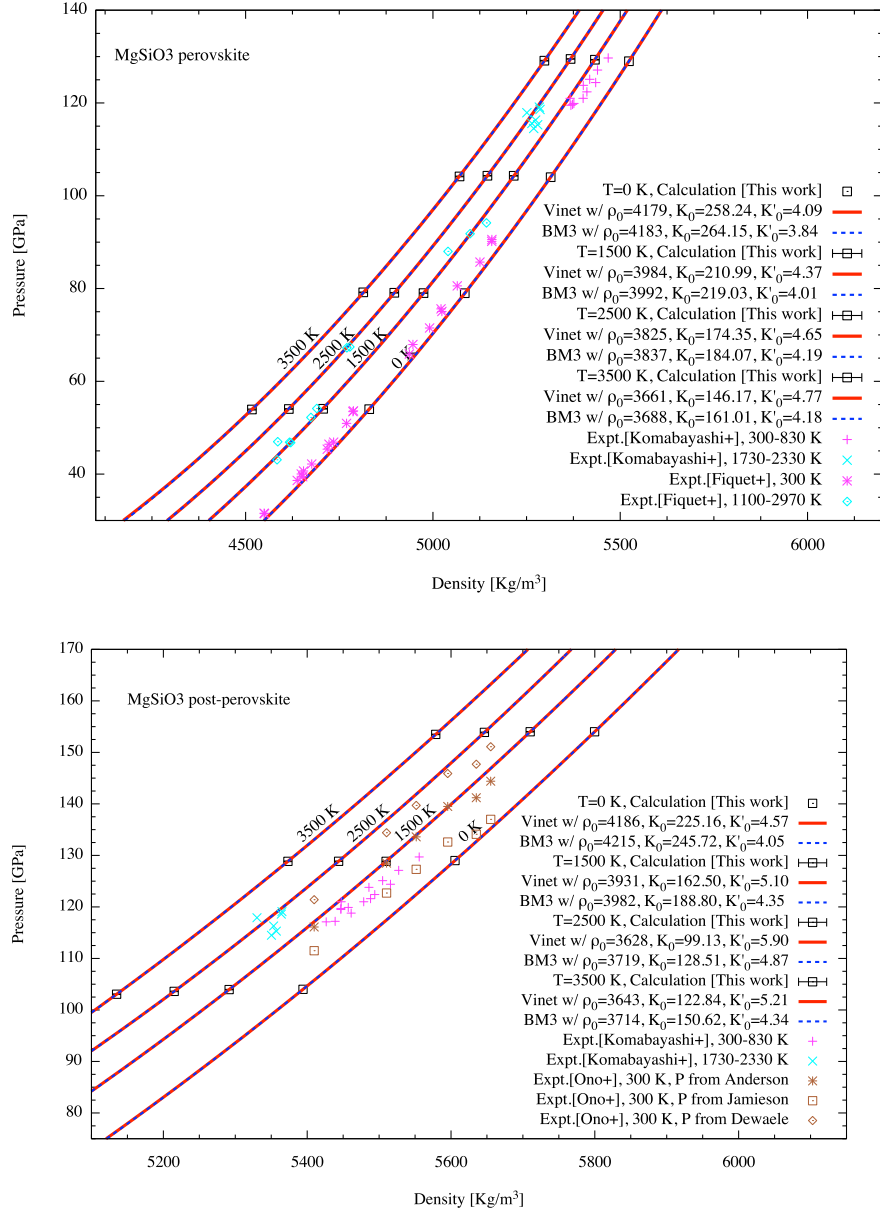 140
120
100
80
60
40
Pressure [GPa]
MgSiO3 perovskite
3500 K
2500 K
1500 K
0 K
T=0 K, Calculation [This work]
Vinet w/ ρ0=4179, K0=258.24, K'0=4.09
BM3 w/ ρ0=4183, K0=264.15, K'0=3.84
T=1500 K, Calculation [This work]
Vinet w/ ρ0=3984, K0=210.99, K'0=4.37
BM3 w/ ρ0=3992, K0=219.03, K'0=4.01
T=2500 K, Calculation [This work]
Vinet w/ ρ0=3825, K0=174.35, K'0=4.65
BM3 w/ ρ0=3837, K0=184.07, K'0=4.19
T=3500 K, Calculation [This work]
Vinet w/ ρ0=3661, K0=146.17, K'0=4.77
BM3 w/ ρ0=3688, K0=161.01, K'0=4.18
Expt.[Komabayashi+], 300-830 K
Expt.[Komabayashi+], 1730-2330 K
Expt.[Fiquet+], 300 K
Expt.[Fiquet+], 1100-2970 K
4500 5000 5500 6000
Density [Kg/m³]
170
160
150
140
130
120
110
100
90
80
Pressure [GPa]
MgSiO3 post-perovskite
3500 K
2500 K
1500 K
0 K
T=0 K, Calculation [This work]
Vinet w/ ρ0=4186, K0=225.16, K'0=4.57
BM3 w/ ρ0=4215, K0=245.72, K'0=4.05
T=1500 K, Calculation [This work]
Vinet w/ ρ0=3931, K0=162.50, K'0=5.10
BM3 w/ ρ0=3982, K0=188.80, K'0=4.35
T=2500 K, Calculation [This work]
Vinet w/ ρ0=3628, K0=99.13, K'0=5.90
BM3 w/ ρ0=3719, K0=128.51, K'0=4.87
T=3500 K, Calculation [This work]
Vinet w/ ρ0=3643, K0=122.84, K'0=5.21
BM3 w/ ρ0=3714, K0=150.62, K'0=4.34
Expt.[Komabayashi+], 300-830 K
Expt.[Komabayashi+], 1730-2330 K
Expt.[Ono+], 300 K, P from Anderson
Expt.[Ono+], 300 K, P from Jamieson
Expt.[Ono+], 300 K, P from Dewaele
5200 5400 5600 5800 6000
Density [Kg/m³]